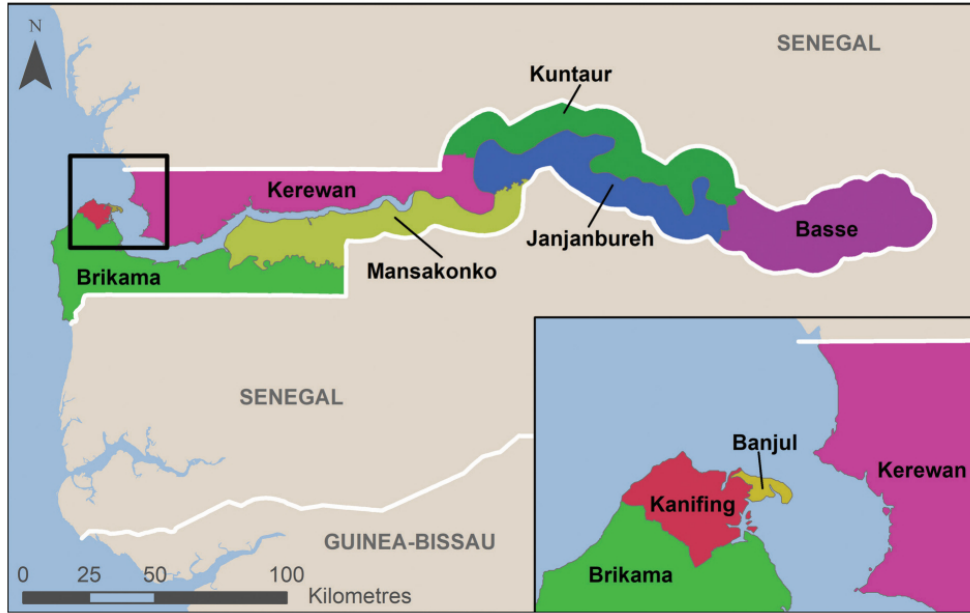 N
SENEGAL
Kuntaur
Kerewan
Janjanbureh
Basse
Mansakonko
Brikama
SENEGAL
GUINEA-BISSAU
0 25 50 100
Kilometres
Banjul
Kerewan
Kanifing
Brikama